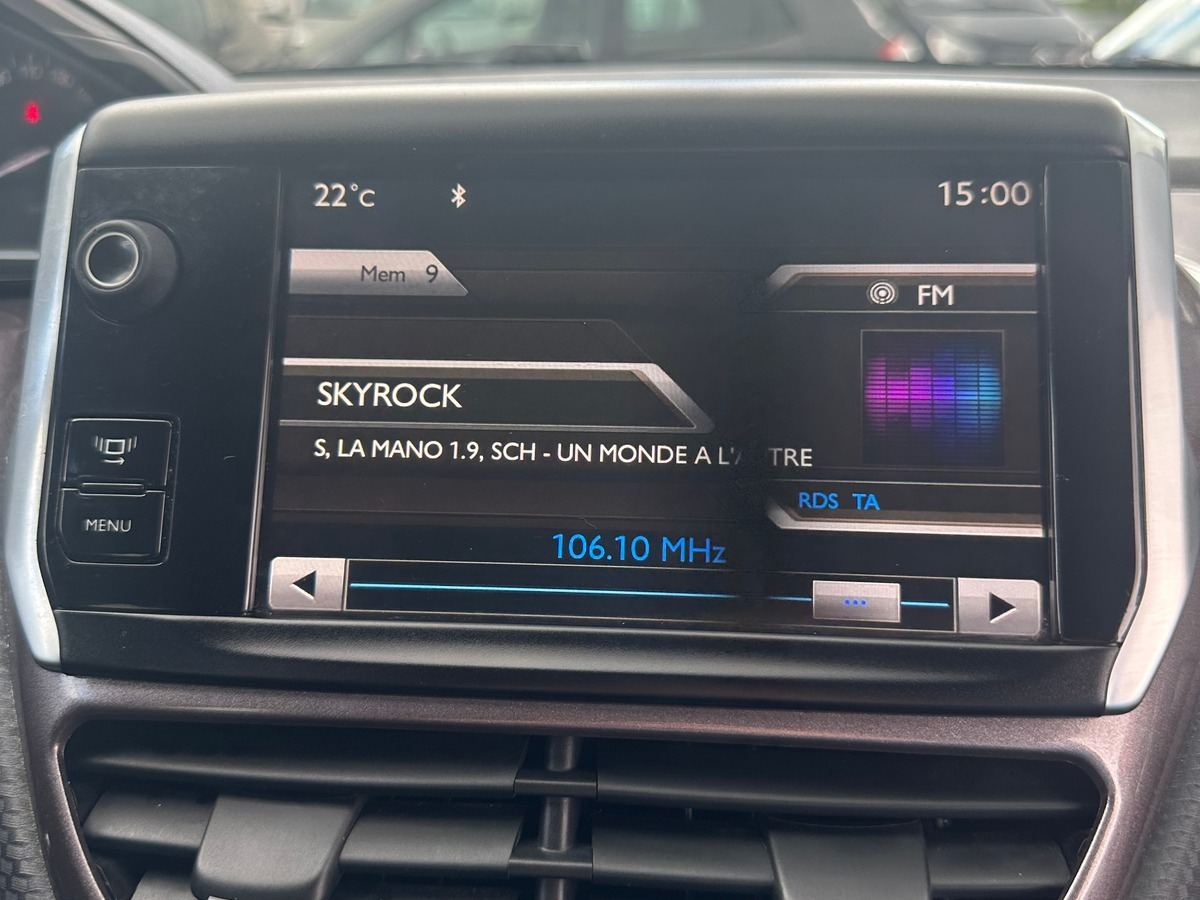 22°C
15:00
Mem 9
FM
SKYROCK
S, LA MANO 1.9, SCH - UN MONDE A
RDS TA
MENU
106.10 MHz